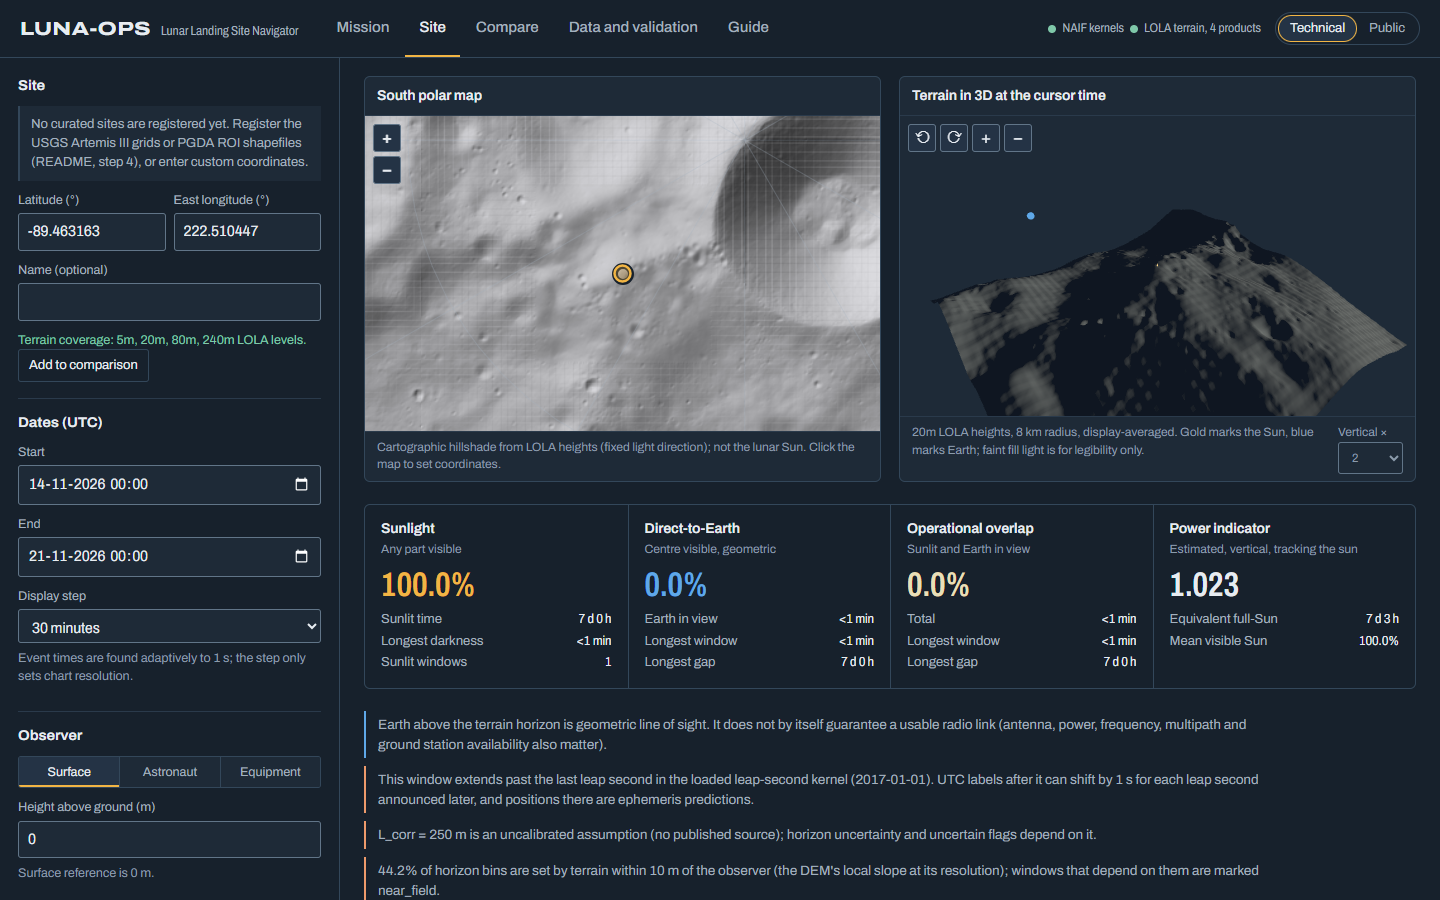 LUNA-OPS Lunar Landing Site Navigator Mission Site Compare Data and validation Guide NAIF kernels LOLA terrain, 4 products Technical Public
Site
No curated sites are registered yet. Register the
USGS Artemis III grids or PGDA ROI shapefiles
(README, step 4), or enter custom coordinates.
Latitude (°) East longitude (°)
-89.463163 222.510447
Name (optional)
Terrain coverage: 5m, 20m, 80m, 240m LOLA levels.
Add to comparison
Dates (UTC)
Start
14-11-2026 00:00
End
21-11-2026 00:00
Display step
30 minutes
Event times are found adaptively to 1 s; the step only
sets chart resolution.
Observer
Surface Astronaut Equipment
Height above ground (m)
0
Surface reference is 0 m.
South polar map
+
−
Cartographic hillshade from LOLA heights (fixed light direction); not the lunar Sun. Click the
map to set coordinates.
Terrain in 3D at the cursor time
+ −
20m LOLA heights, 8 km radius, display-averaged. Gold marks the Sun, blue
marks Earth; faint fill light is for legibility only.
Vertical ×
2
Sunlight
Any part visible
100.0%
Sunlit time 7 d 0 h
Longest darkness <1 min
Sunlit windows 1
Direct-to-Earth
Centre visible, geometric
0.0%
Earth in view <1 min
Longest window <1 min
Longest gap 7 d 0 h
Operational overlap
Sunlit and Earth in view
0.0%
Total <1 min
Longest window <1 min
Longest gap 7 d 0 h
Power indicator
Estimated, vertical, tracking the sun
1.023
Equivalent full-Sun 7 d 3 h
Mean visible Sun 100.0%
Earth above the terrain horizon is geometric line of sight. It does not by itself guarantee a usable radio link (antenna, power, frequency, multipath and
ground station availability also matter).
This window extends past the last leap second in the loaded leap-second kernel (2017-01-01). UTC labels after it can shift by 1 s for each leap second
announced later, and positions there are ephemeris predictions.
L_corr = 250 m is an uncalibrated assumption (no published source); horizon uncertainty and uncertain flags depend on it.
44.2% of horizon bins are set by terrain within 10 m of the observer (the DEM's local slope at its resolution); windows that depend on them are marked
near_field.